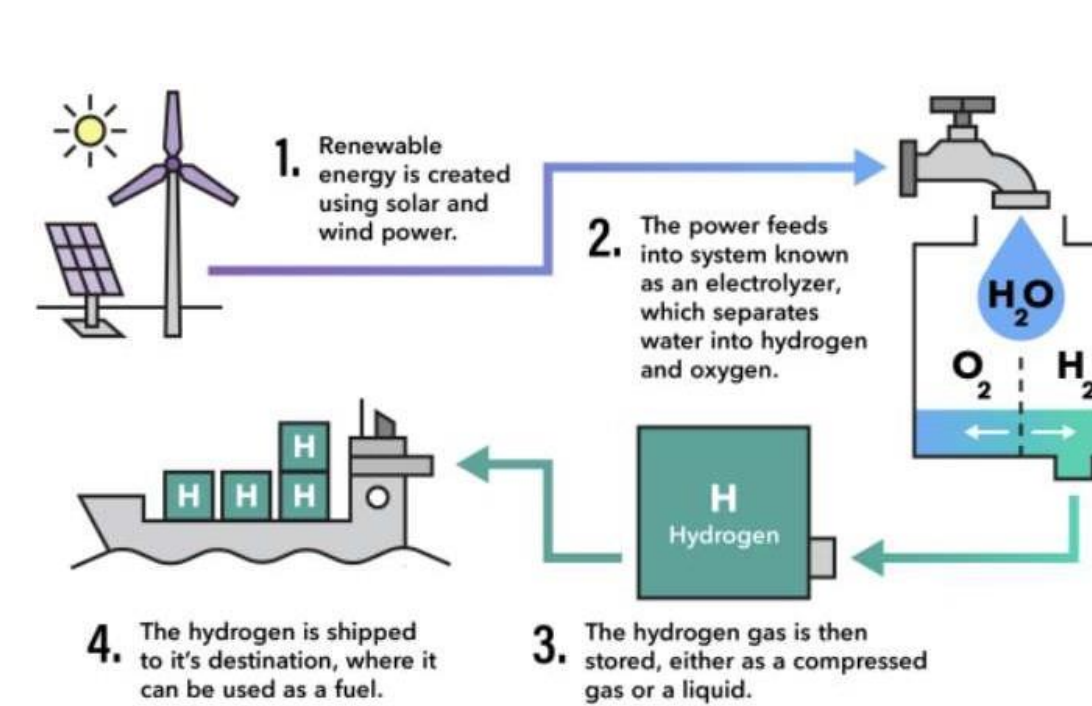 1. Renewable
energy is created
using solar and
wind power.
2. The power feeds
into system known
as an electrolyzer,
which separates
water into hydrogen
and oxygen.
H2O
O2 H2
H
H H H
H
Hydrogen
3. The hydrogen gas is then
stored, either as a compressed
gas or a liquid.
4. The hydrogen is shipped
to it's destination, where it
can be used as a fuel.